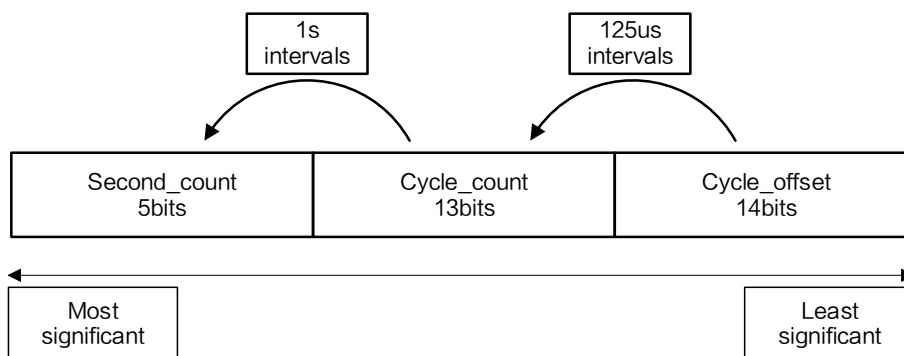 1s
intervals
125us
intervals
Second_count
5bits
Cycle_count
13bits
Cycle_offset
14bits
Most
significant
Least
significant